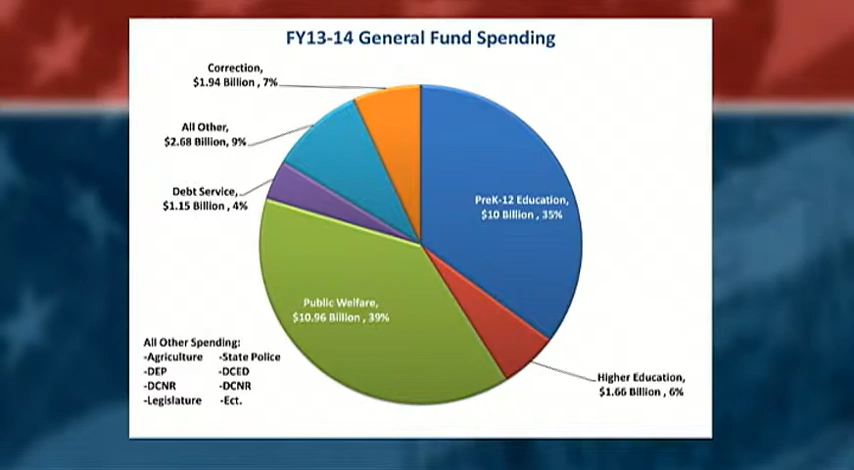 FY13-14 General Fund Spending
Correction,
$1.94 Billion , 7%
All Other,
$2.68 Billion, 9%
Debt Service,
$1.15 Billion , 4%
PreK-12 Education,
$10 Billion , 35%
Public Welfare,
$10.96 Billion , 39%
Higher Education,
$1.66 Billion , 6%
All Other Spending:
-Agriculture -State Police
-DEP -DCED
-DCNR -DCNR
-Legislature -Ect.